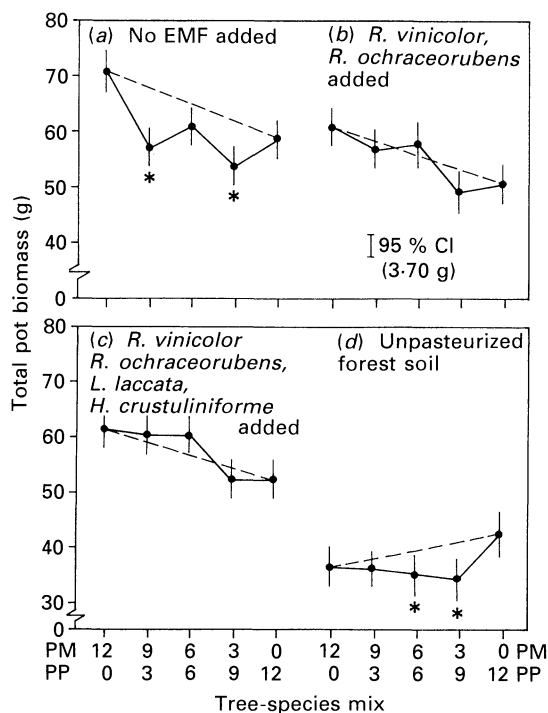 80
70
60
50
40
0
(a) No EMF added
(b) R. vinicolor,
R. ochraceorubens
added
*
*
95 % CI
(3·70 g)
Total pot biomass (g)
80
70
60
50
40
30
0
(c) R. vinicolor
R. ochraceorubens,
L. laccata,
H. crustuliniforme
added
(d) Unpasteurized
forest soil
*
*
PM 12 9 6 3 0 12 9 6 3 0 PM
PP 0 3 6 9 12 0 3 6 9 12 PP
Tree-species mix